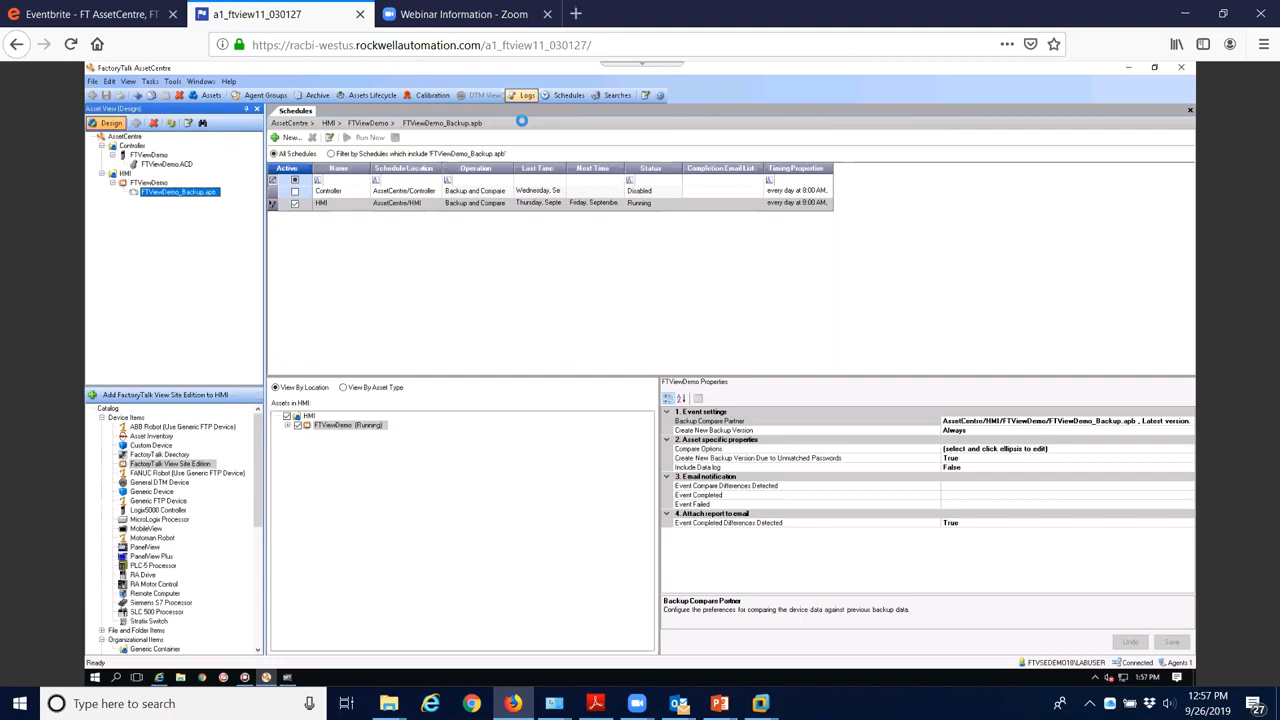 Eventbrite - FT AssetCentre, FT
a1_ftview11_030127
Webinar Information - Zoom
https://racbi-westus.rockwellautomation.com/a1_ftview11_030127/
FactoryTalk AssetCentre
File Edit View Tasks Tools Windows Help
Assets Agent Groups Archive Assets Lifecycle Calibration DTM View Logs Schedules Searches
Asset View (Design)
Design
AssetCentre
Controller
FTViewDemo
FTViewDemo.ACD
HMI
FTViewDemo
FTViewDemo_Backup.apb
Schedules
AssetCentre > HMI > FTViewDemo > FTViewDemo_Backup.apb
New... Run Now
All Schedules Filter by Schedules which include 'FTViewDemo_Backup.apb'
Active Name Schedule Location Operation Last Time: Next Time Status Completion Email List: Timing Properties
Controller AssetCentre/Controller Backup and Compare Wednesday, Se Disabled every day at 8:00 AM,
HMI AssetCentre/HMI Backup and Compare Thursday, Septe Friday, Septembe Running every day at 8:00 AM,
Add FactoryTalk View Site Edition to HMI
Catalog
Device Items
ABB Robot (Use Generic FTP Device)
Asset Inventory
Custom Device
FactoryTalk Directory
FactoryTalk View Site Edition
FANUC Robot (Use Generic FTP Device)
General DTM Device
Generic Device
Generic FTP Device
Logix5000 Controller
MicroLogix Processor
MobileView
Motoman Robot
PanelView
PanelView Plus
PLC-5 Processor
RA Drive
RA Motor Control
Remote Computer
Siemens S7 Processor
SLC 500 Processor
Stratix Switch
File and Folder Items
Organizational Items
Generic Container
View By Location View By Asset Type
Assets in HMI:
HMI
FTViewDemo (Running)
FTViewDemo Properties
1. Event settings
Backup Compare Partner AssetCentre/HMI/FTViewDemo/FTViewDemo_Backup.apb , Latest version.
Create New Backup Version Always
2. Asset specific properties
Compare Options (select and click ellipsis to edit)
Create New Backup Version Due to Unmatched Passwords True
Include Data log False
3. Email notification
Event Compare Differences Detected
Event Completed
Event Failed
4. Attach report to email
Event Completed Differences Detected True
Backup Compare Partner
Configure the preferences for comparing the device data against previous backup data.
Undo Save
Ready
FTVSEDEMO18\LABUSER Connected Agents 1
1:57 PM
Type here to search
12:57 PM
9/26/2019
27